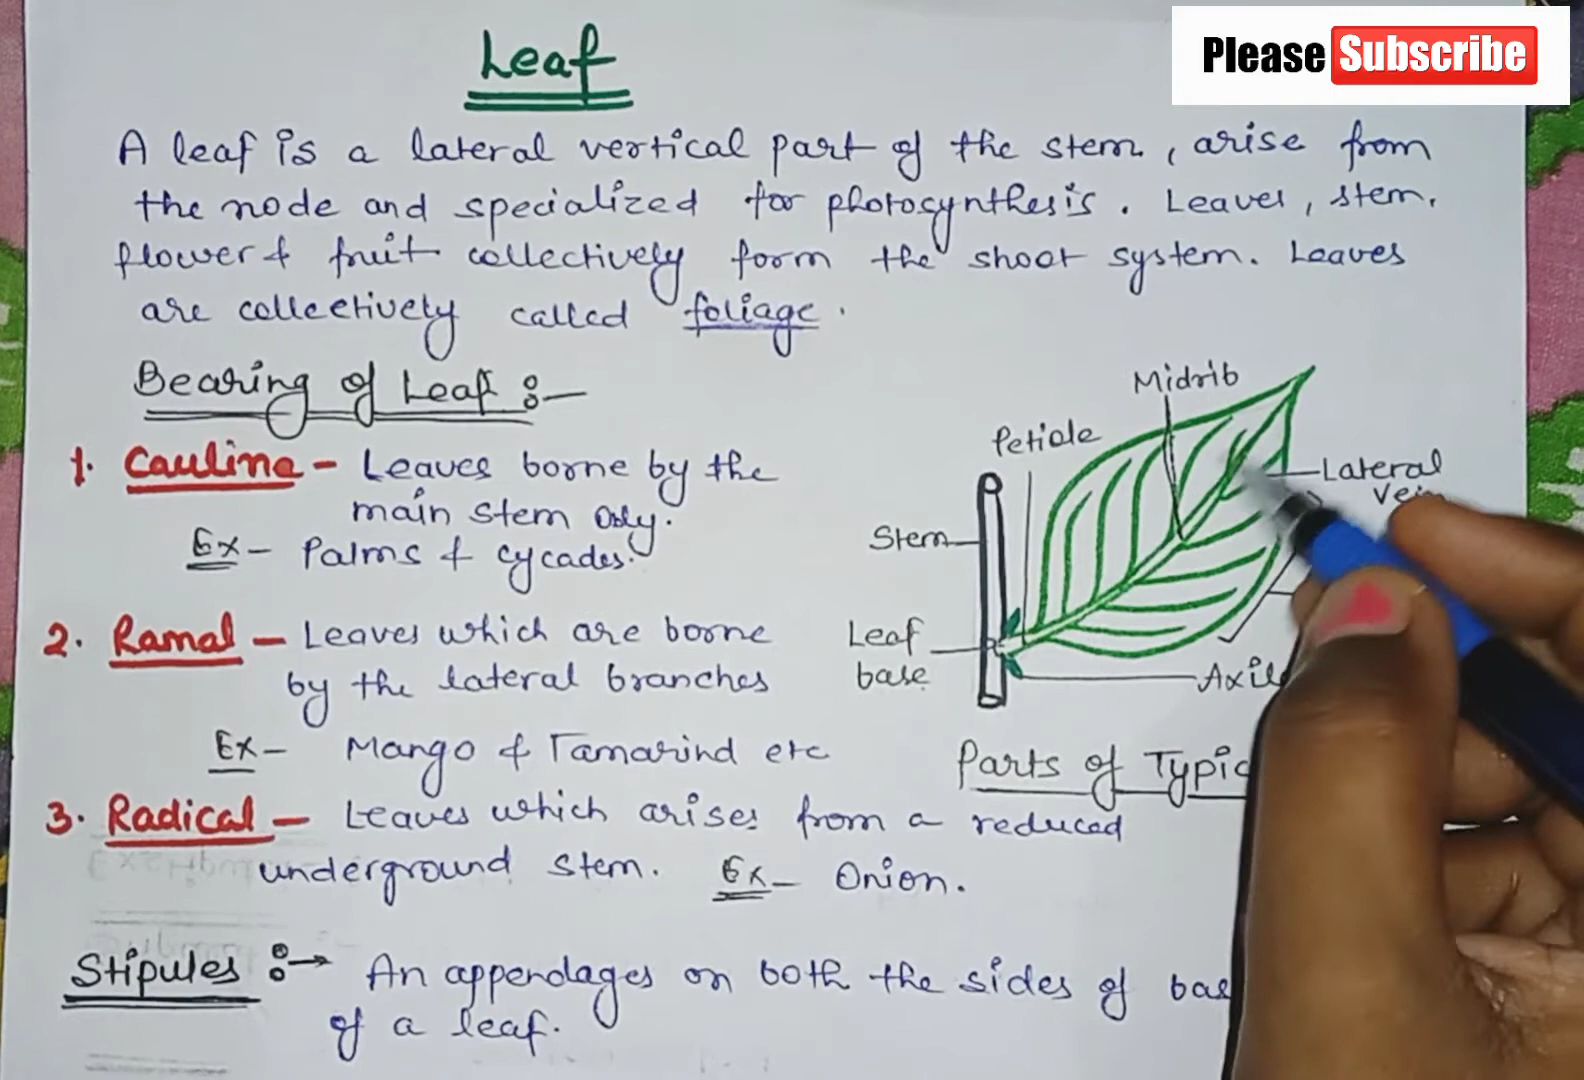 Please Subscribe
Leaf
A leaf is a lateral vertical part of the stem, arise from
the node and specialized for photosynthesis. Leaves, stem,
flower & fruit collectively form the shoot system. Leaves
are collectively called foliage.
Bearing of Leaf :-
1. Caulina - Leaves borne by the
main stem only.
Ex - Palms & cycades.
2. Ramal - Leaves which are borne
by the lateral branches
Ex - Mango & Tamarind etc
3. Radical - Leaves which arises from a reduced
underground stem. Ex - Onion.
Stipules :→ An appendages on both the sides of
of a leaf.
Midrib
Petiole
Lateral
Stem
Leaf
base
Parts of